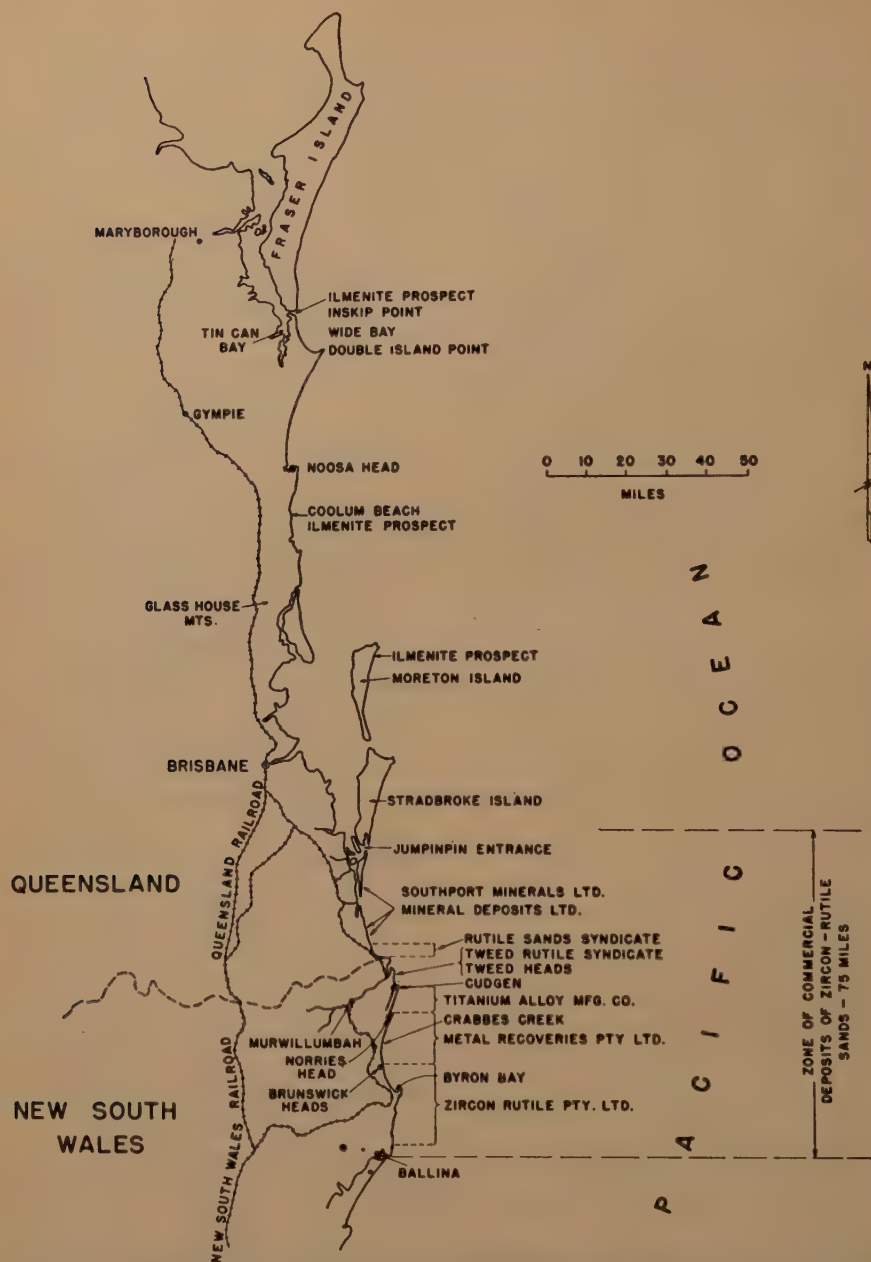 FRASER ISLAND
MARYBOROUGH
ILMENITE PROSPECT
INSKIP POINT
TIN CAN
BAY
WIDE BAY
DOUBLE ISLAND POINT
GYMPIE
N
NOOSA HEAD
0 10 20 30 40 50
MILES
COOLUM BEACH
ILMENITE PROSPECT
GLASS HOUSE
MTS.
ILMENITE PROSPECT
MORETON ISLAND
PACIFIC OCEAN
BRISBANE
STRADBROKE ISLAND
JUMPINPIN ENTRANCE
QUEENSLAND
QUEENSLAND RAILROAD
SOUTHPORT MINERALS LTD.
MINERAL DEPOSITS LTD.
RUTILE SANDS SYNDICATE
TWEED RUTILE SYNDICATE
TWEED HEADS
CUDGEN
TITANIUM ALLOY MFG. CO.
CRABBES CREEK
METAL RECOVERIES PTY LTD.
MURWILLUMBAH
NORRIES
HEAD
BRUNSWICK
HEADS
BYRON BAY
ZIRCON RUTILE PTY. LTD.
NEW SOUTH
WALES
NEW SOUTH WALES RAILROAD
BALLINA
ZONE OF COMMERCIAL
DEPOSITS OF ZIRCON-RUTILE
SANDS - 75 MILES